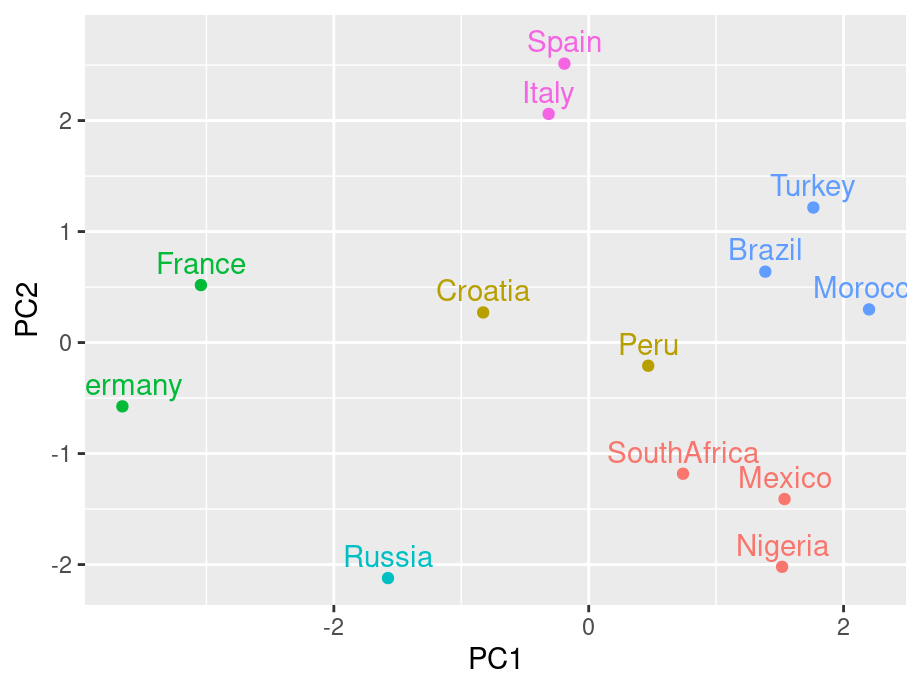 Spain
Italy
2
Turkey
1
Brazil
France
Morocc
Croatia
PC2
0
Peru
ermany
-1
SouthAfrica
Mexico
Nigeria
Russia
-2
-2
0
2
PC1